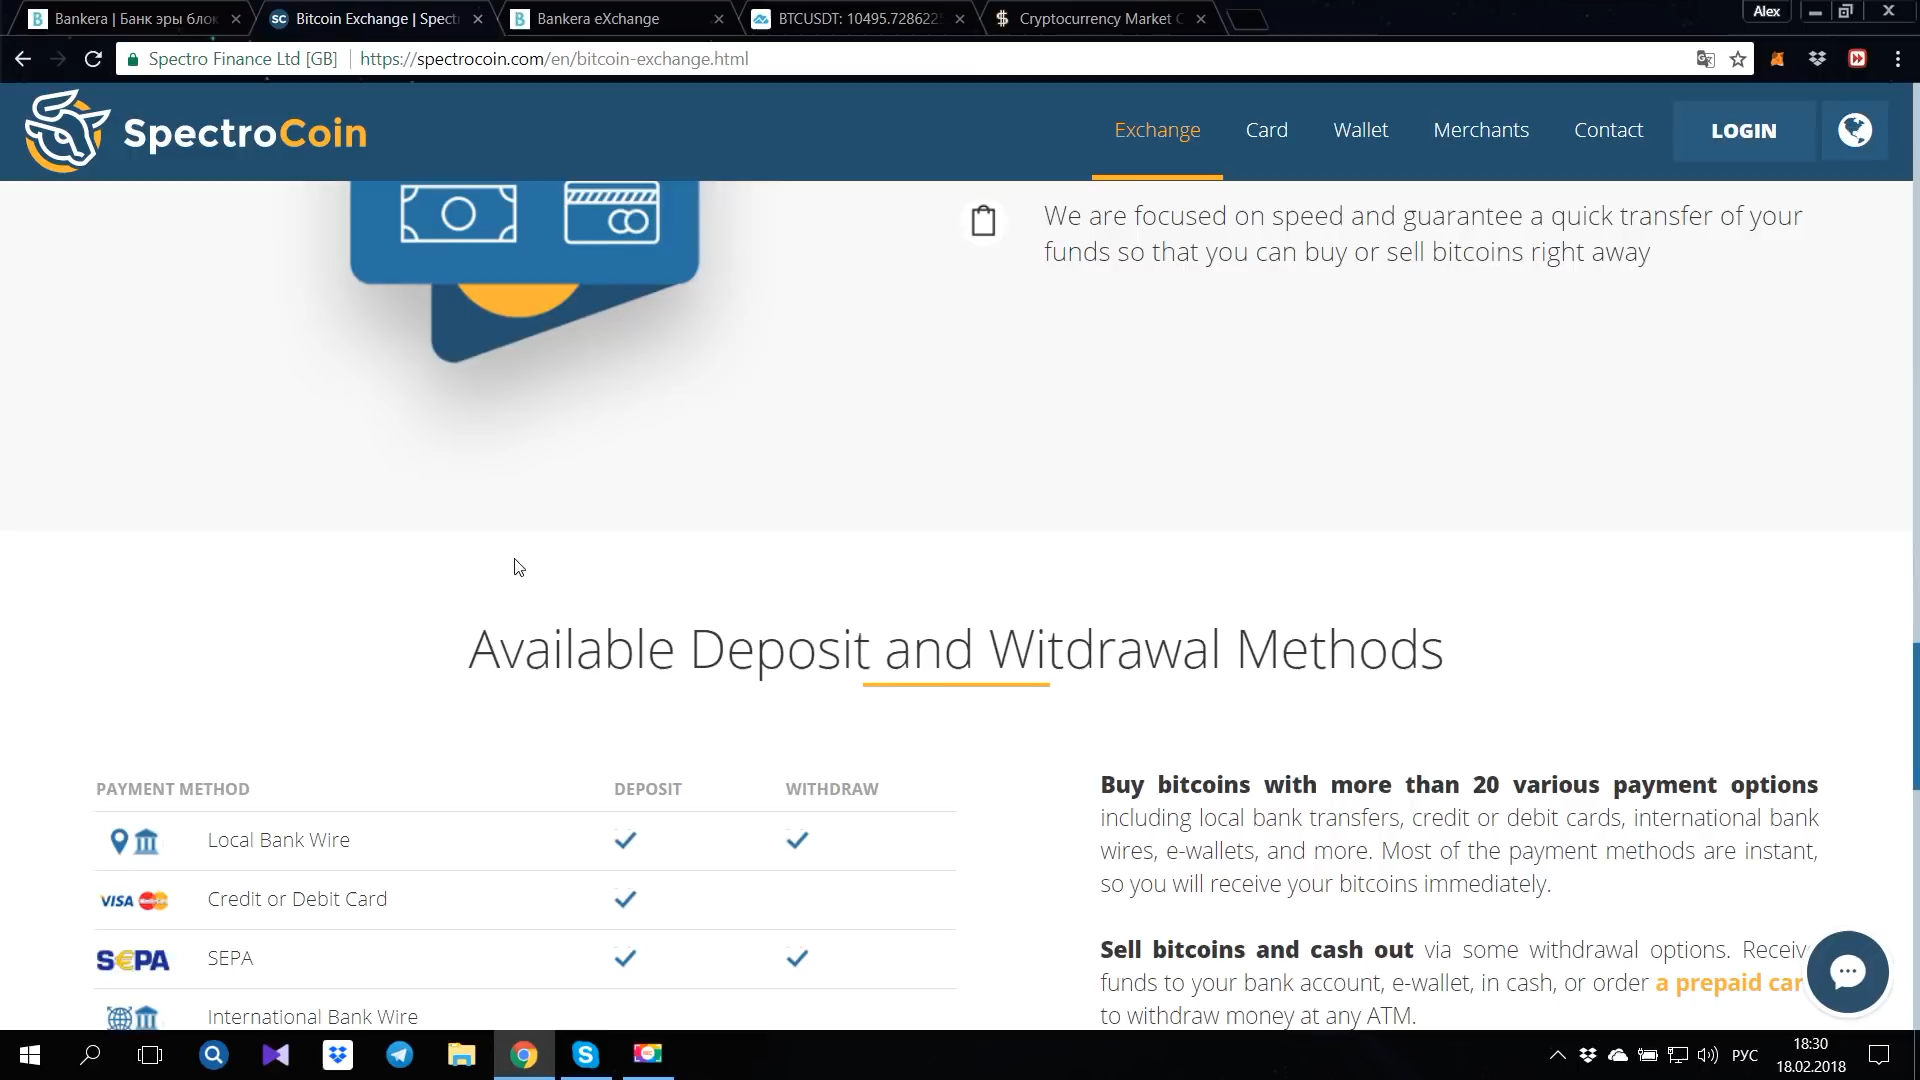 Bankera | Банк эры блок
Bitcoin Exchange | Spect
Bankera eXchange
BTCUSDT: 10495.728622
Cryptocurrency Market C
Alex
Spectro Finance Ltd [GB]
https://spectrocoin.com/en/bitcoin-exchange.html
SpectroCoin
Exchange
Card
Wallet
Merchants
Contact
LOGIN
We are focused on speed and guarantee a quick transfer of your
funds so that you can buy or sell bitcoins right away
Available Deposit and Witdrawal Methods
PAYMENT METHOD DEPOSIT WITHDRAW
Local Bank Wire
VISA Credit or Debit Card
SEPA SEPA
International Bank Wire
Buy bitcoins with more than 20 various payment options
including local bank transfers, credit or debit cards, international bank
wires, e-wallets, and more. Most of the payment methods are instant,
so you will receive your bitcoins immediately.
Sell bitcoins and cash out via some withdrawal options. Receiv
funds to your bank account, e-wallet, in cash, or order a prepaid car
to withdraw money at any ATM.
РУС
18:30
18.02.2018